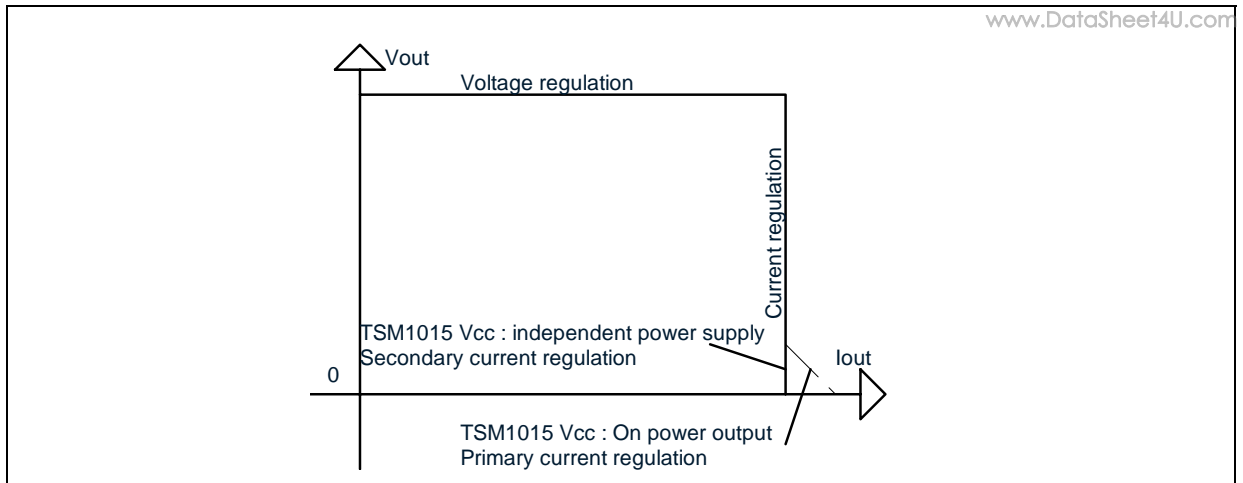 www.DataSheet4U.com
Vout
Voltage regulation
Current regulation
TSM1015 Vcc : independent power supply
Secondary current regulation
Iout
0
TSM1015 Vcc : On power output
Primary current regulation